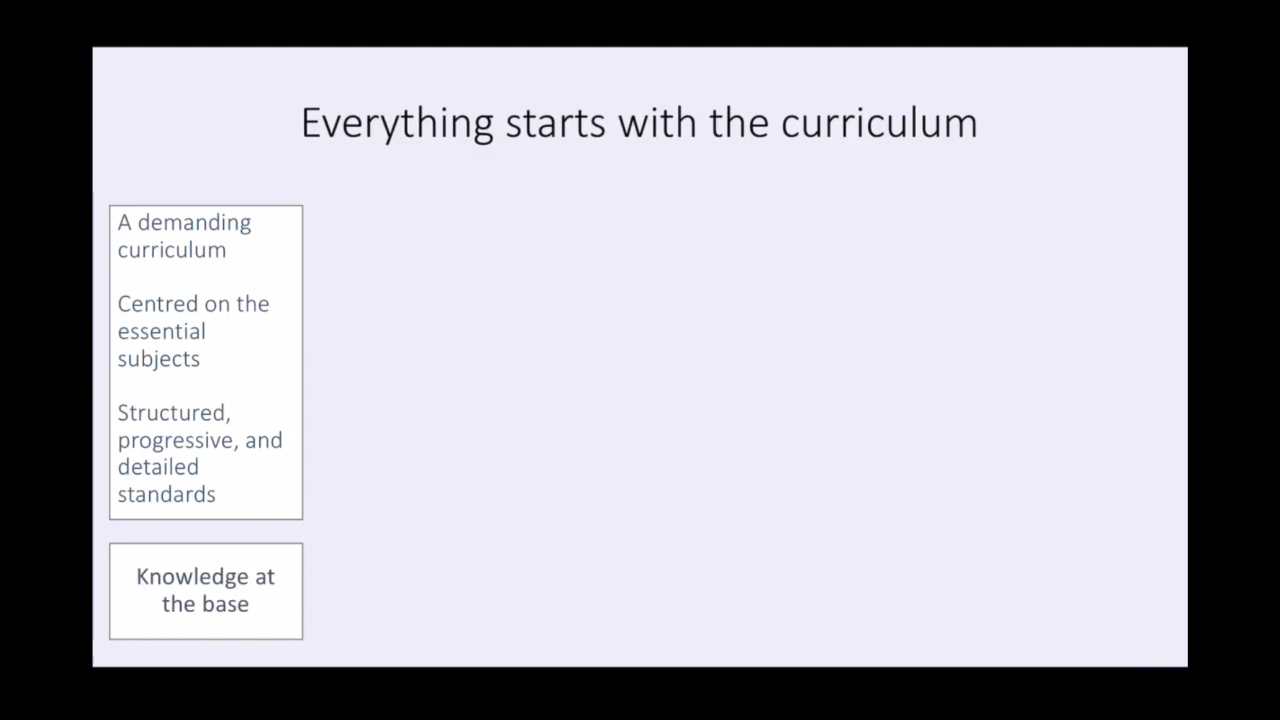 Everything starts with the curriculum
A demanding
curriculum
Centred on the
essential
subjects
Structured,
progressive, and
detailed
standards
Knowledge at
the base